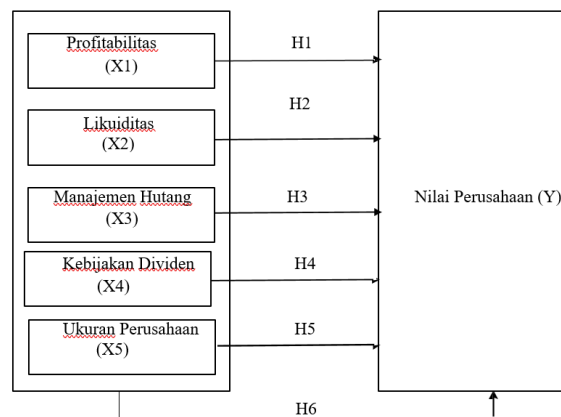 Profitabilitas
(X1)
H1
H2
Likuiditas
(X2)
Manajemen Hutang
(X3)
H3
Nilai Perusahaan (Y)
Kebijakan Dividen
(X4)
H4
Ukuran Perusahaan
(X5)
H5
H6